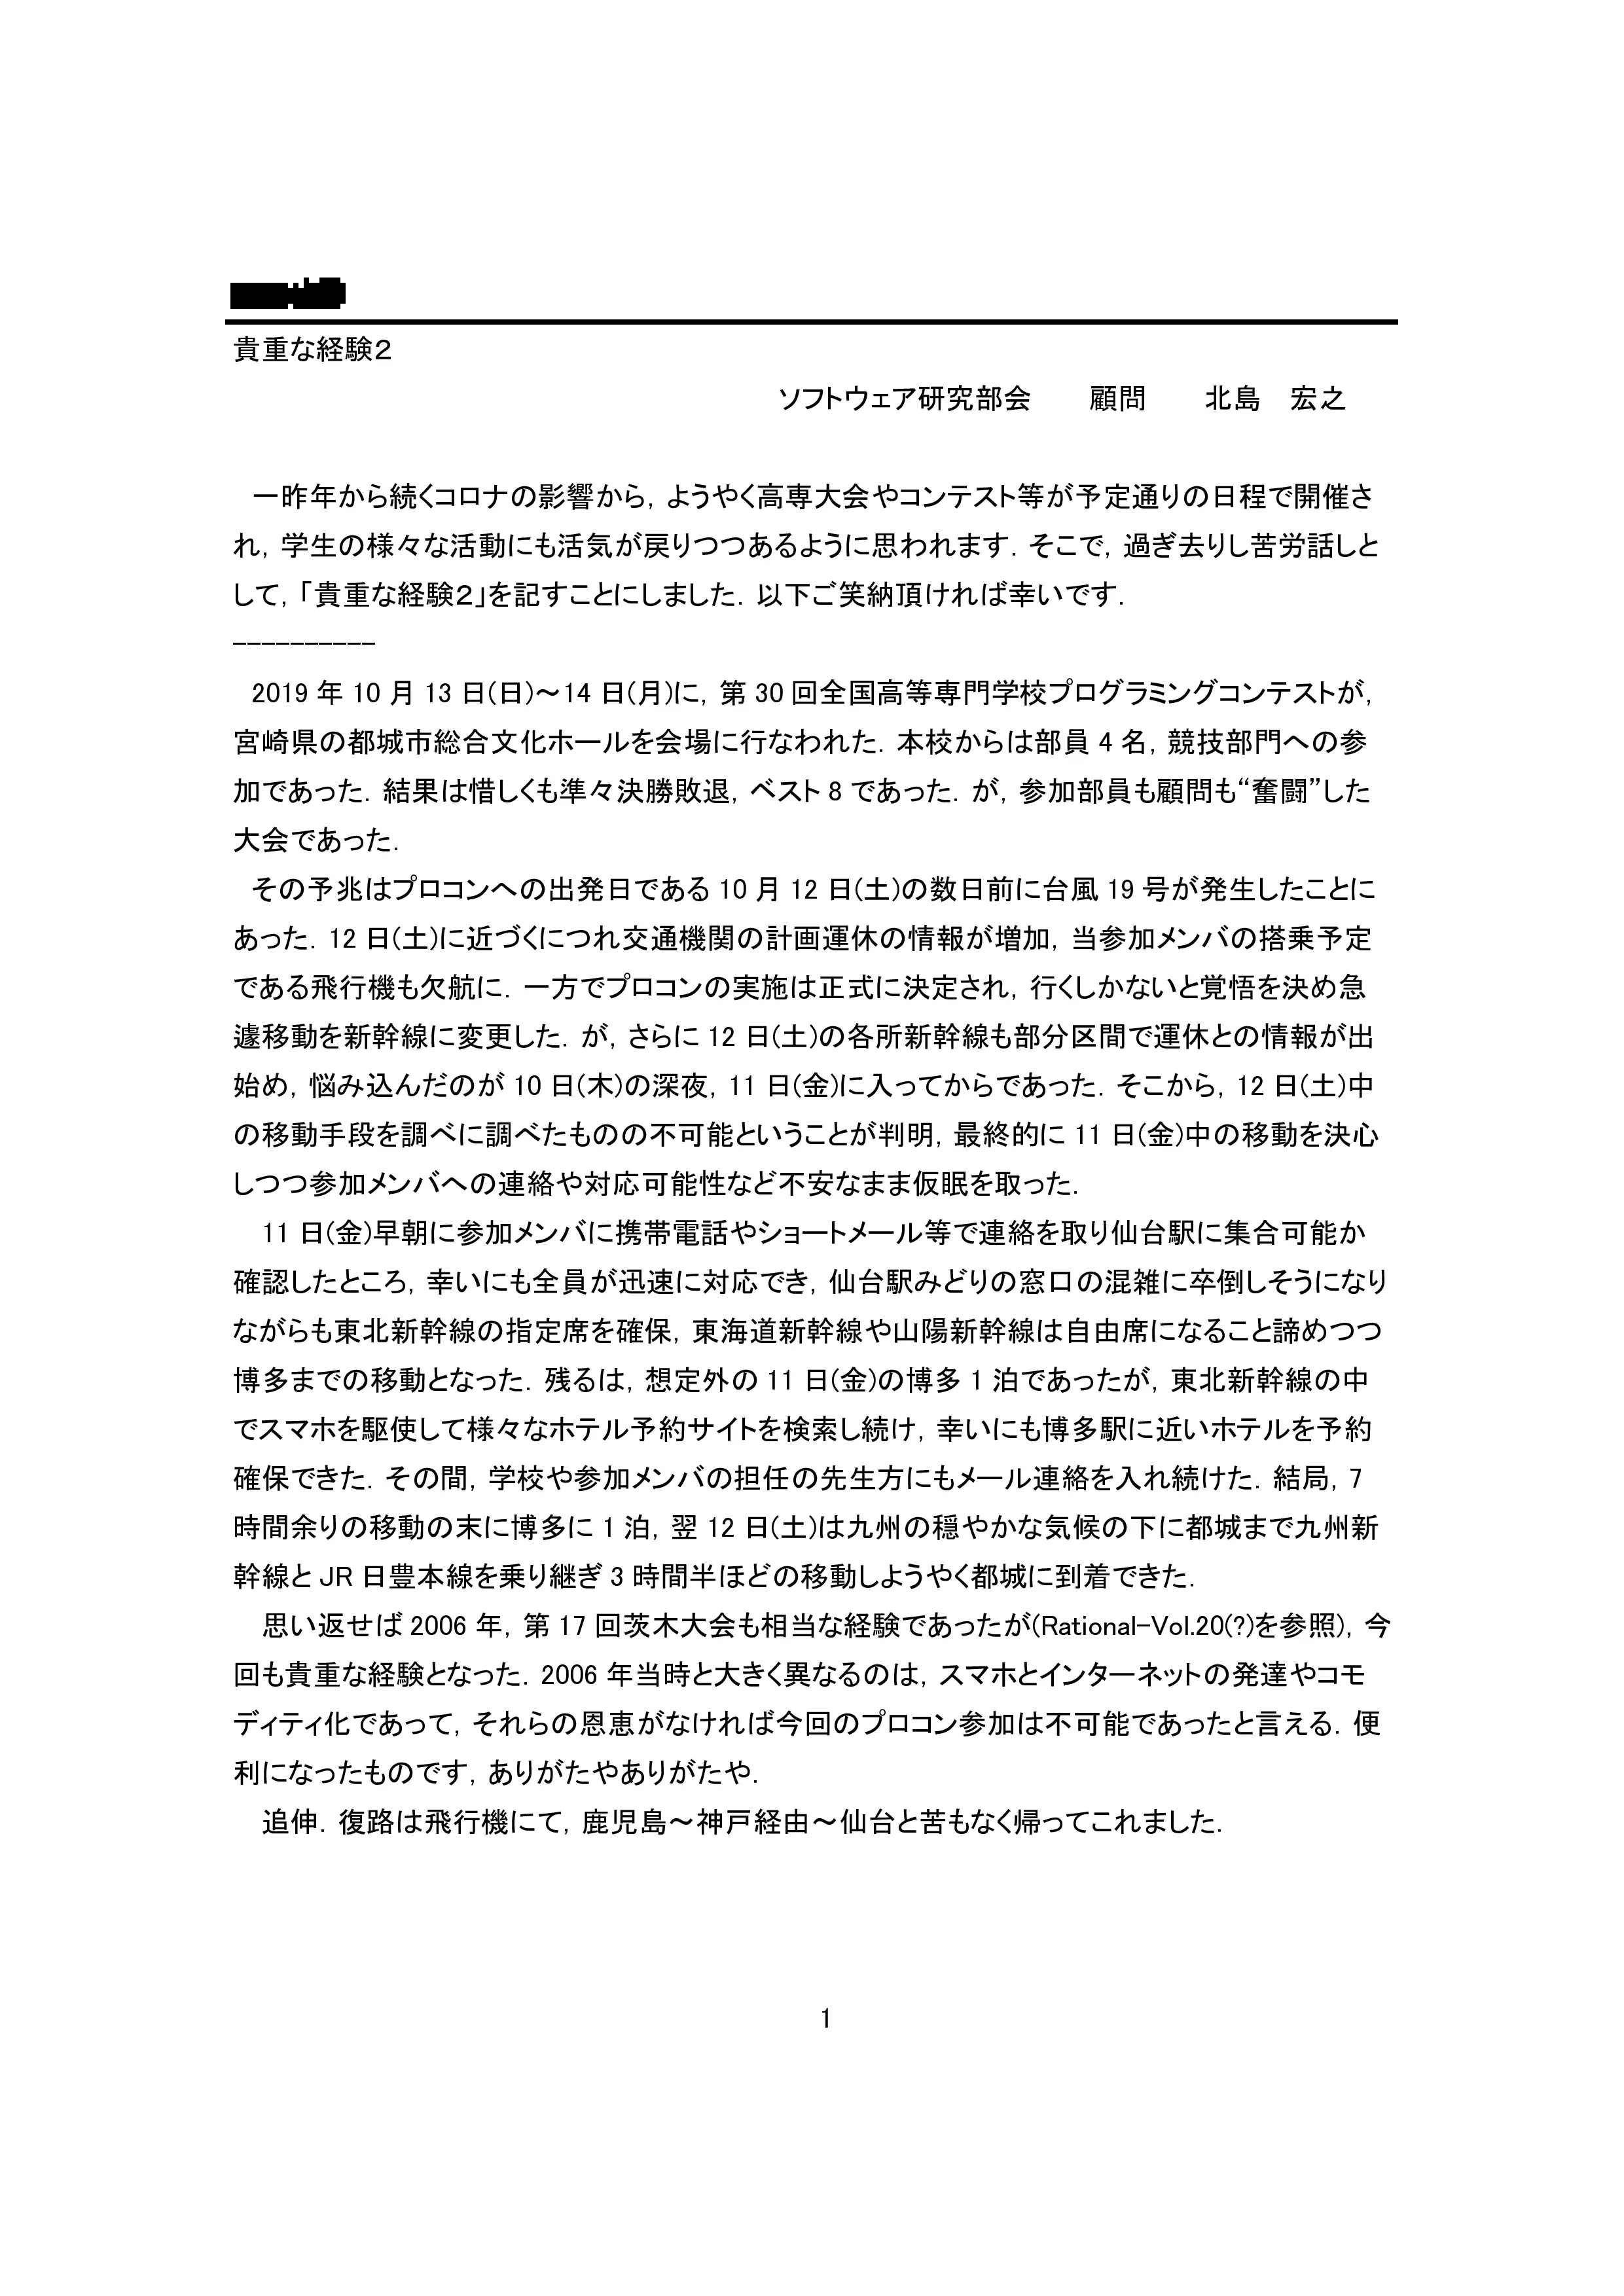 貴重な経験２
ソフトウェア研究部会　　顧問　　北島　宏之
一昨年から続くコロナの影響から，ようやく高専大会やコンテスト等が予定通りの日程で開催さ
れ，学生の様々な活動にも活気が戻りつつあるように思われます．そこで，過ぎ去りし苦労話しと
して，「貴重な経験２」を記すことにしました．以下ご笑納頂ければ幸いです．
----------
2019 年 10 月 13 日(日)～14 日(月)に，第 30 回全国高等専門学校プログラミングコンテストが，
宮崎県の都城市総合文化ホールを会場に行なわれた．本校からは部員 4 名，競技部門への参
加であった．結果は惜しくも準々決勝敗退，ベスト 8 であった．が，参加部員も顧問も“奮闘”した
大会であった．
その予兆はプロコンへの出発日である 10 月 12 日(土)の数日前に台風 19 号が発生したことに
あった．12 日(土)に近づくにつれ交通機関の計画運休の情報が増加，当参加メンバの搭乗予定
である飛行機も欠航に．一方でプロコンの実施は正式に決定され，行くしかないと覚悟を決め急
遽移動を新幹線に変更した．が，さらに 12 日(土)の各所新幹線も部分区間で運休との情報が出
始め，悩み込んだのが 10 日(木)の深夜，11 日(金)に入ってからであった．そこから，12 日(土)中
の移動手段を調べに調べたものの不可能ということが判明，最終的に 11 日(金)中の移動を決心
しつつ参加メンバへの連絡や対応可能性など不安なまま仮眠を取った．
11 日(金)早朝に参加メンバに携帯電話やショートメール等で連絡を取り仙台駅に集合可能か
確認したところ，幸いにも全員が迅速に対応でき，仙台駅みどりの窓口の混雑に卒倒しそうになり
ながらも東北新幹線の指定席を確保，東海道新幹線や山陽新幹線は自由席になること諦めつつ
博多までの移動となった．残るは，想定外の 11 日(金)の博多 1 泊であったが，東北新幹線の中
でスマホを駆使して様々なホテル予約サイトを検索し続け，幸いにも博多駅に近いホテルを予約
確保できた．その間，学校や参加メンバの担任の先生方にもメール連絡を入れ続けた．結局，7
時間余りの移動の末に博多に 1 泊，翌 12 日(土)は九州の穏やかな気候の下に都城まで九州新
幹線と JR 日豊本線を乗り継ぎ 3 時間半ほどの移動しようやく都城に到着できた．
思い返せば 2006 年，第 17 回茨木大会も相当な経験であったが(Rational-Vol.20(?)を参照)，今
回も貴重な経験となった．2006 年当時と大きく異なるのは，スマホとインターネットの発達やコモ
ディティ化であって，それらの恩恵がなければ今回のプロコン参加は不可能であったと言える．便
利になったものです，ありがたやありがたや．
追伸．復路は飛行機にて，鹿児島～神戸経由～仙台と苦もなく帰ってこれました．
1